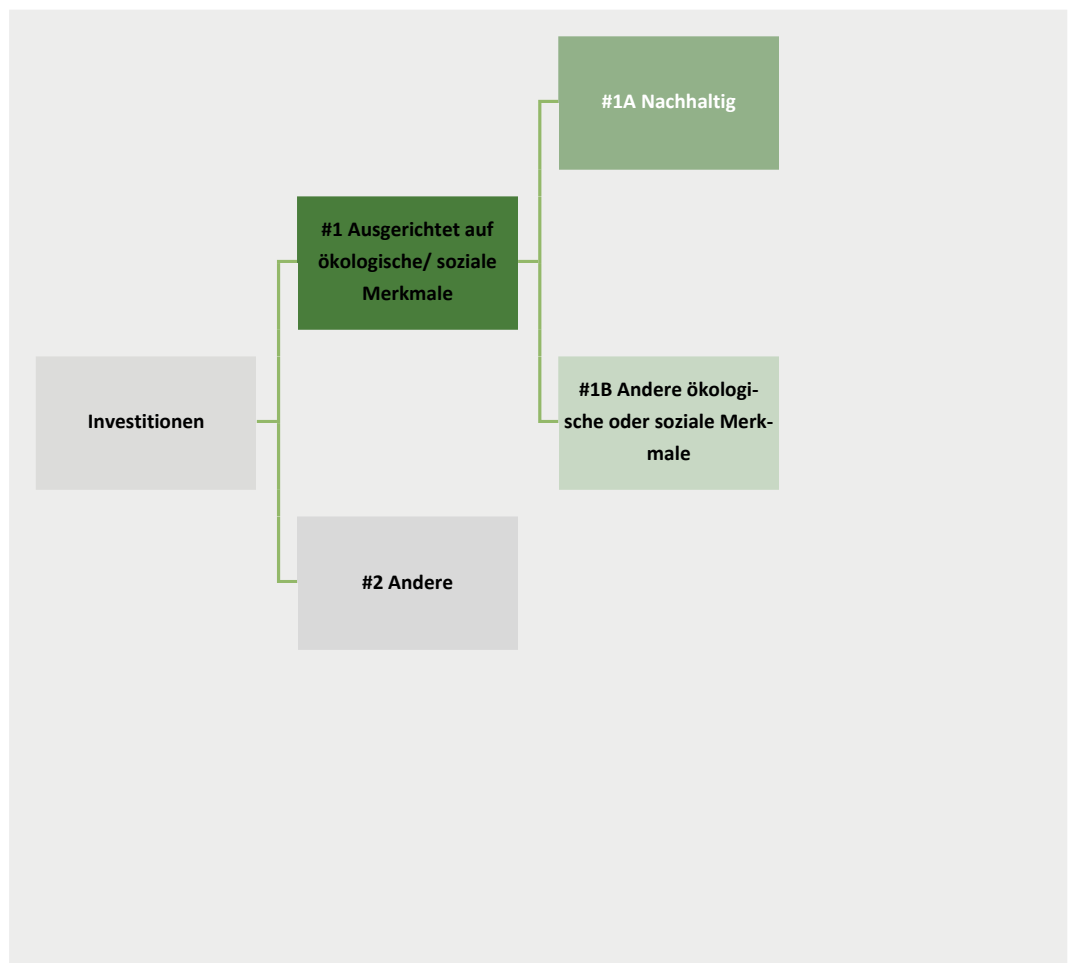 #1A Nachhaltig
#1 Ausgerichtet auf
ökologische/ soziale
Merkmale
Investitionen
#1B Andere ökologi-
sche oder soziale Merk-
male
#2 Andere